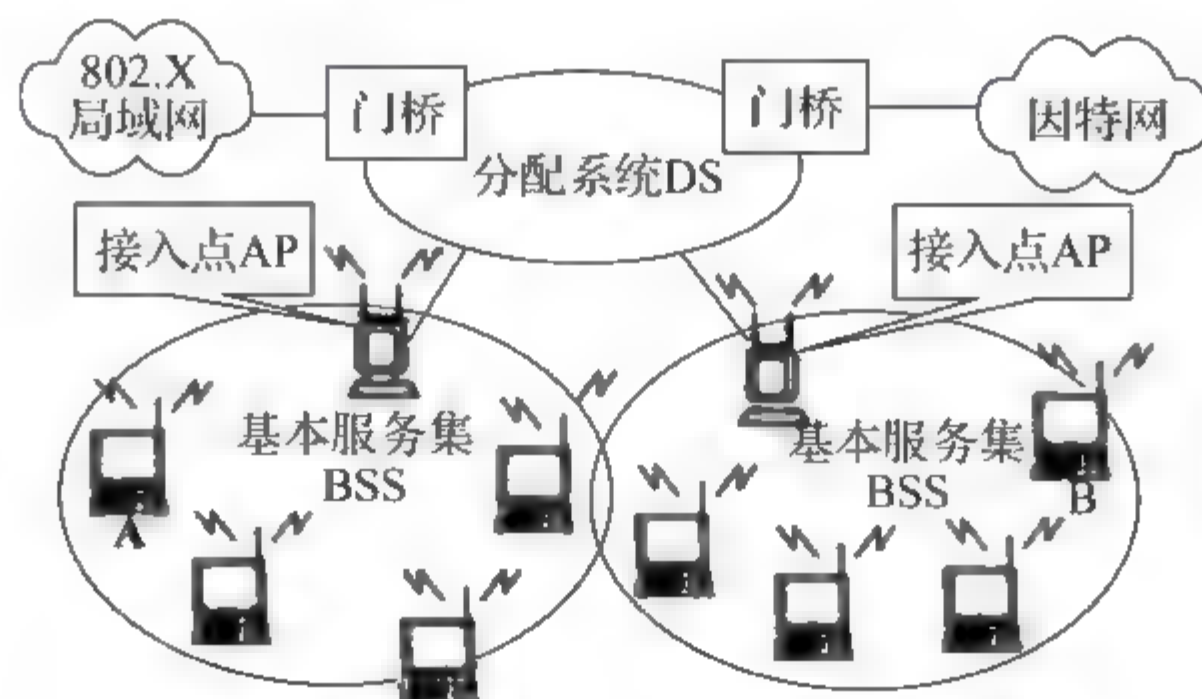 802.X
局域网
门桥
门桥
因特网
分配系统DS
接入点AP
接入点AP
基本服务集
BSS
基本服务集
BSS
A
B